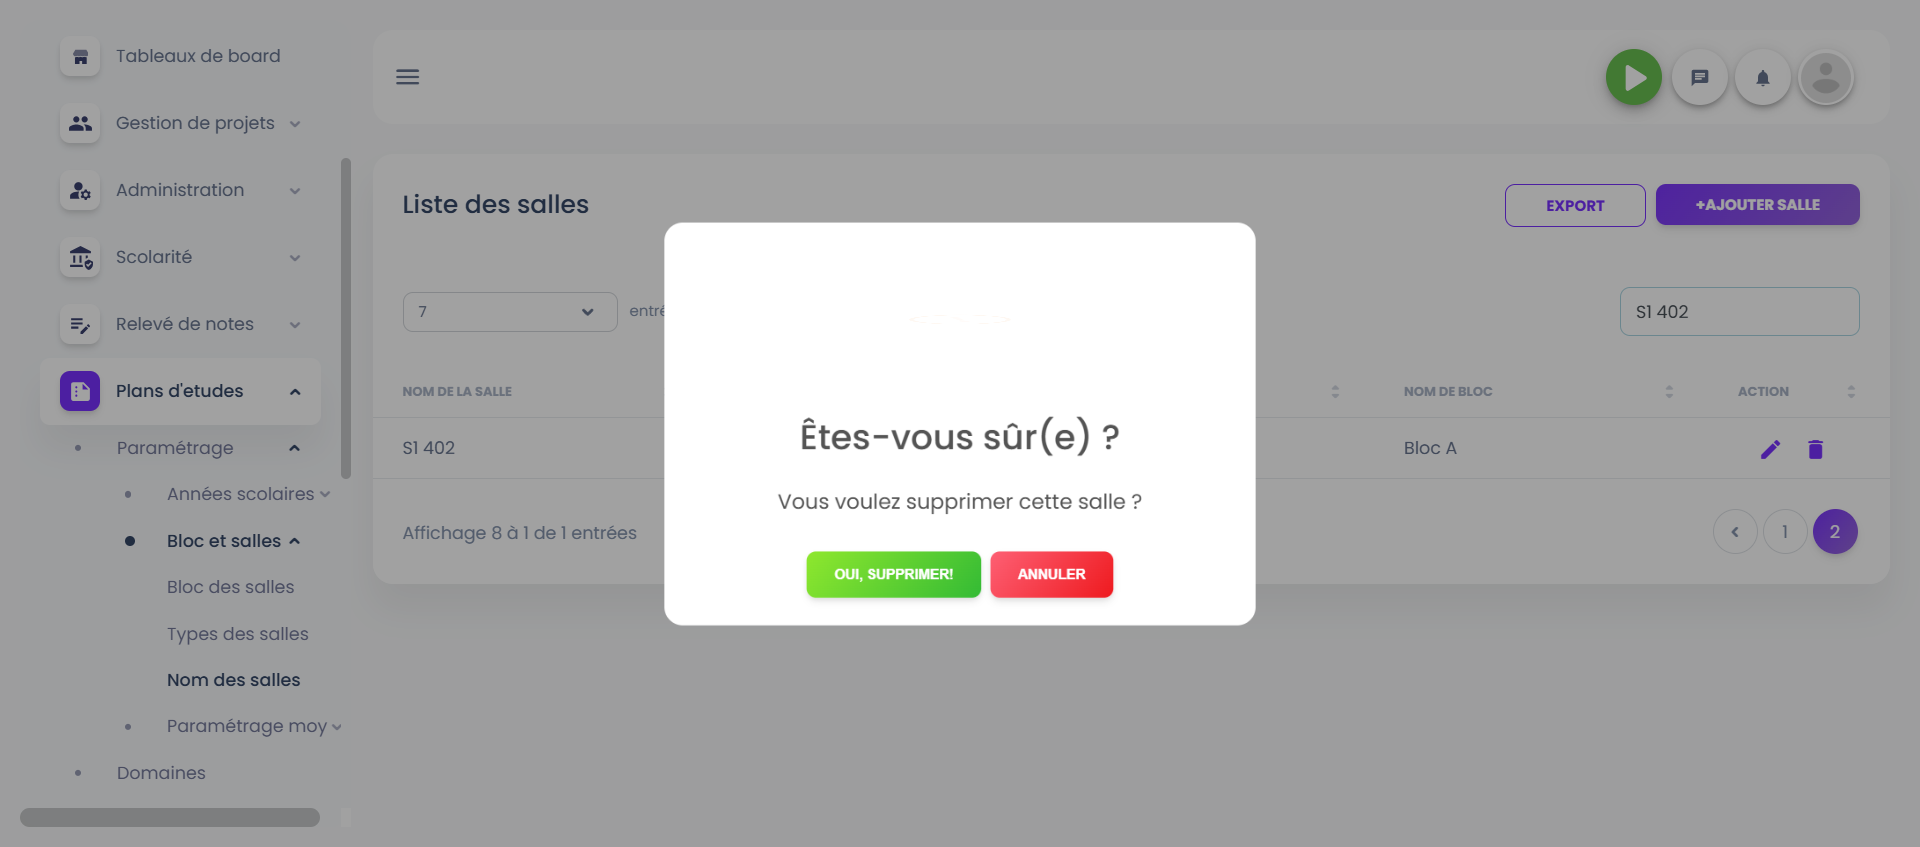 Tableaux de board
Gestion de projets
Administration
Scolarité
Relevé de notes
Plans d'etudes
Paramétrage
Années scolaires
Bloc et salles
Bloc des salles
Types des salles
Nom des salles
Paramétrage moy
Domaines
Liste des salles
EXPORT
+AJOUTER SALLE
7
entré
S1 402
NOM DE LA SALLE
NOM DE BLOC
ACTION
S1 402
Bloc A
Affichage 8 à 1 de 1 entrées
1
2
Êtes-vous sûr(e) ?
Vous voulez supprimer cette salle ?
OUI, SUPPRIMER!
ANNULER